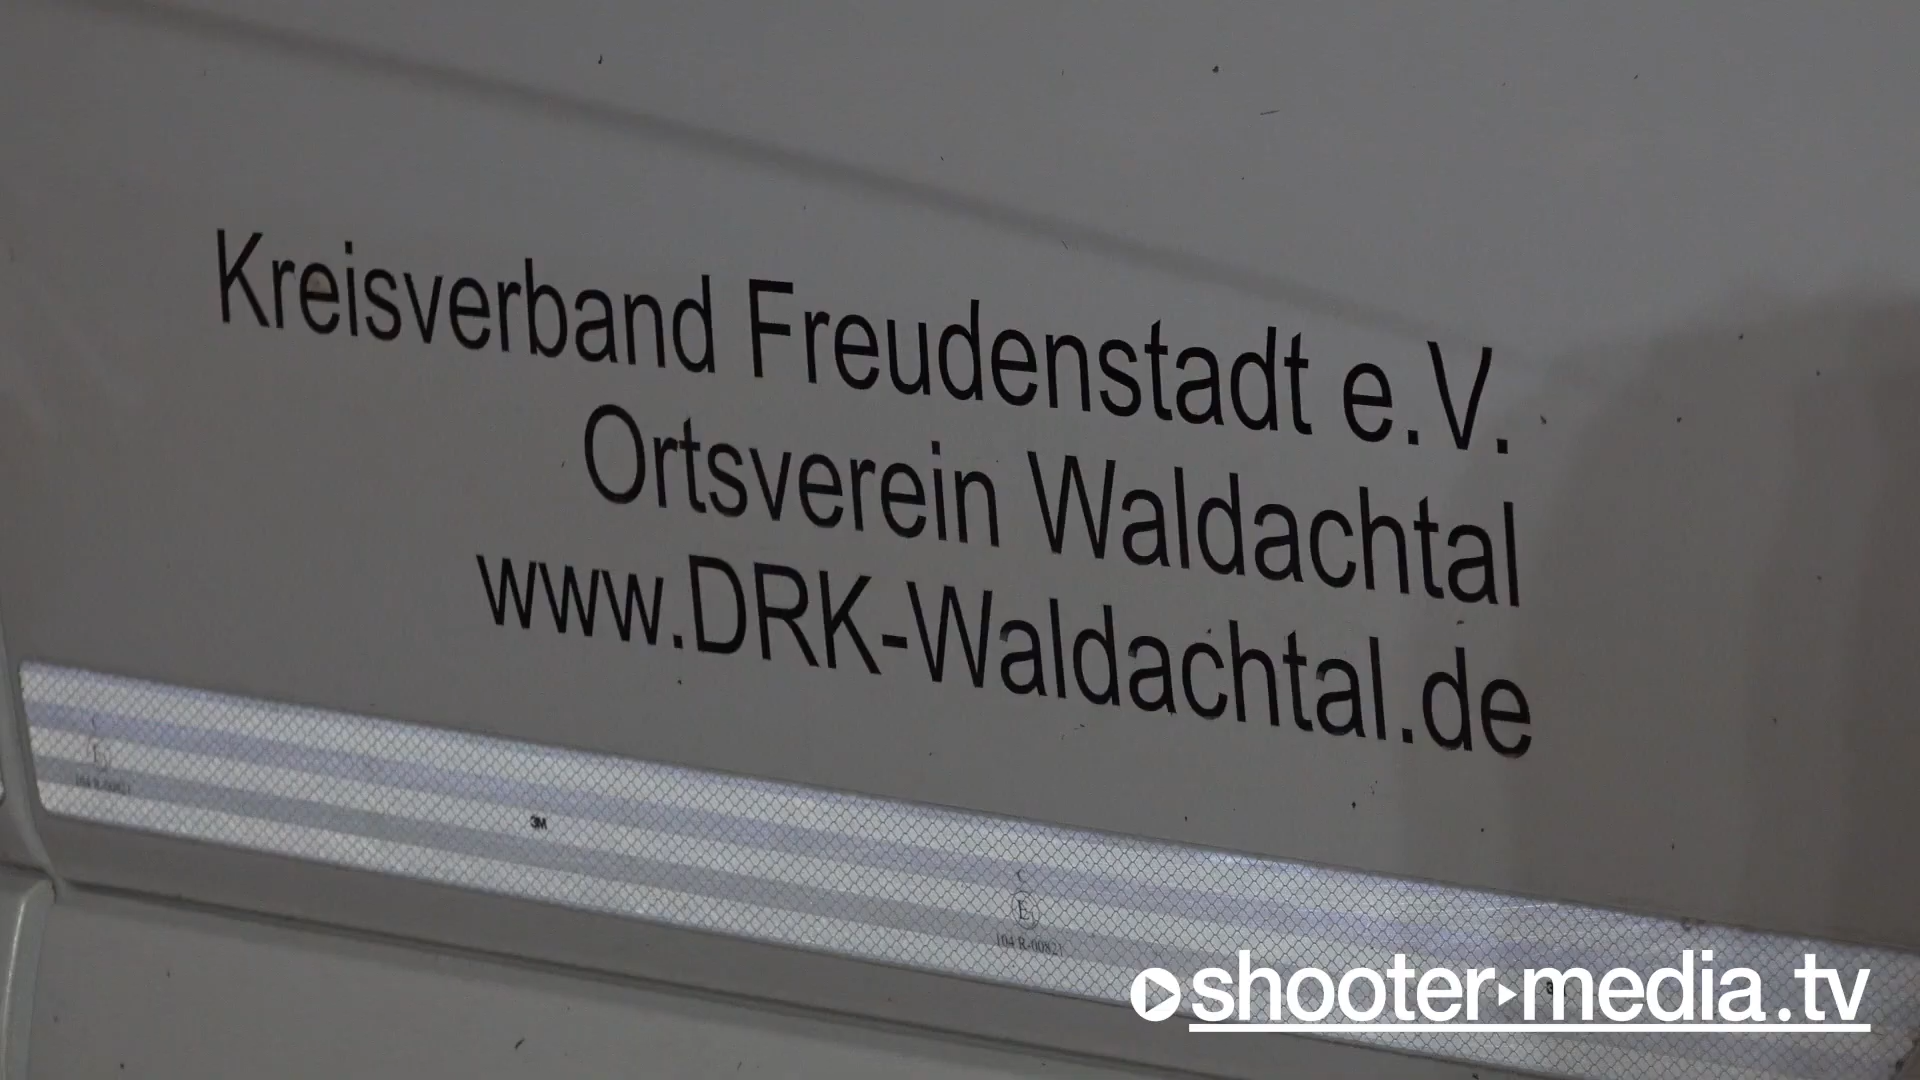 Kreisverband Freudenstadt e.V.
Ortsverein Waldachtal
www.DRK-Waldachtal.de
3M
E
104 R-00821
shooter-media.tv